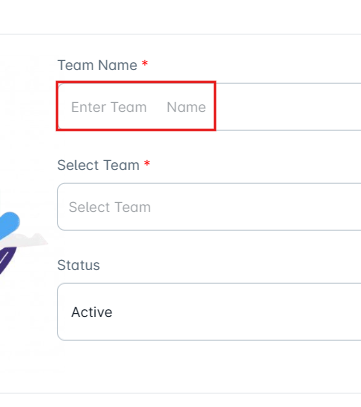 Team Name *
Enter Team    Name
Select Team *
Select Team
Status
Active